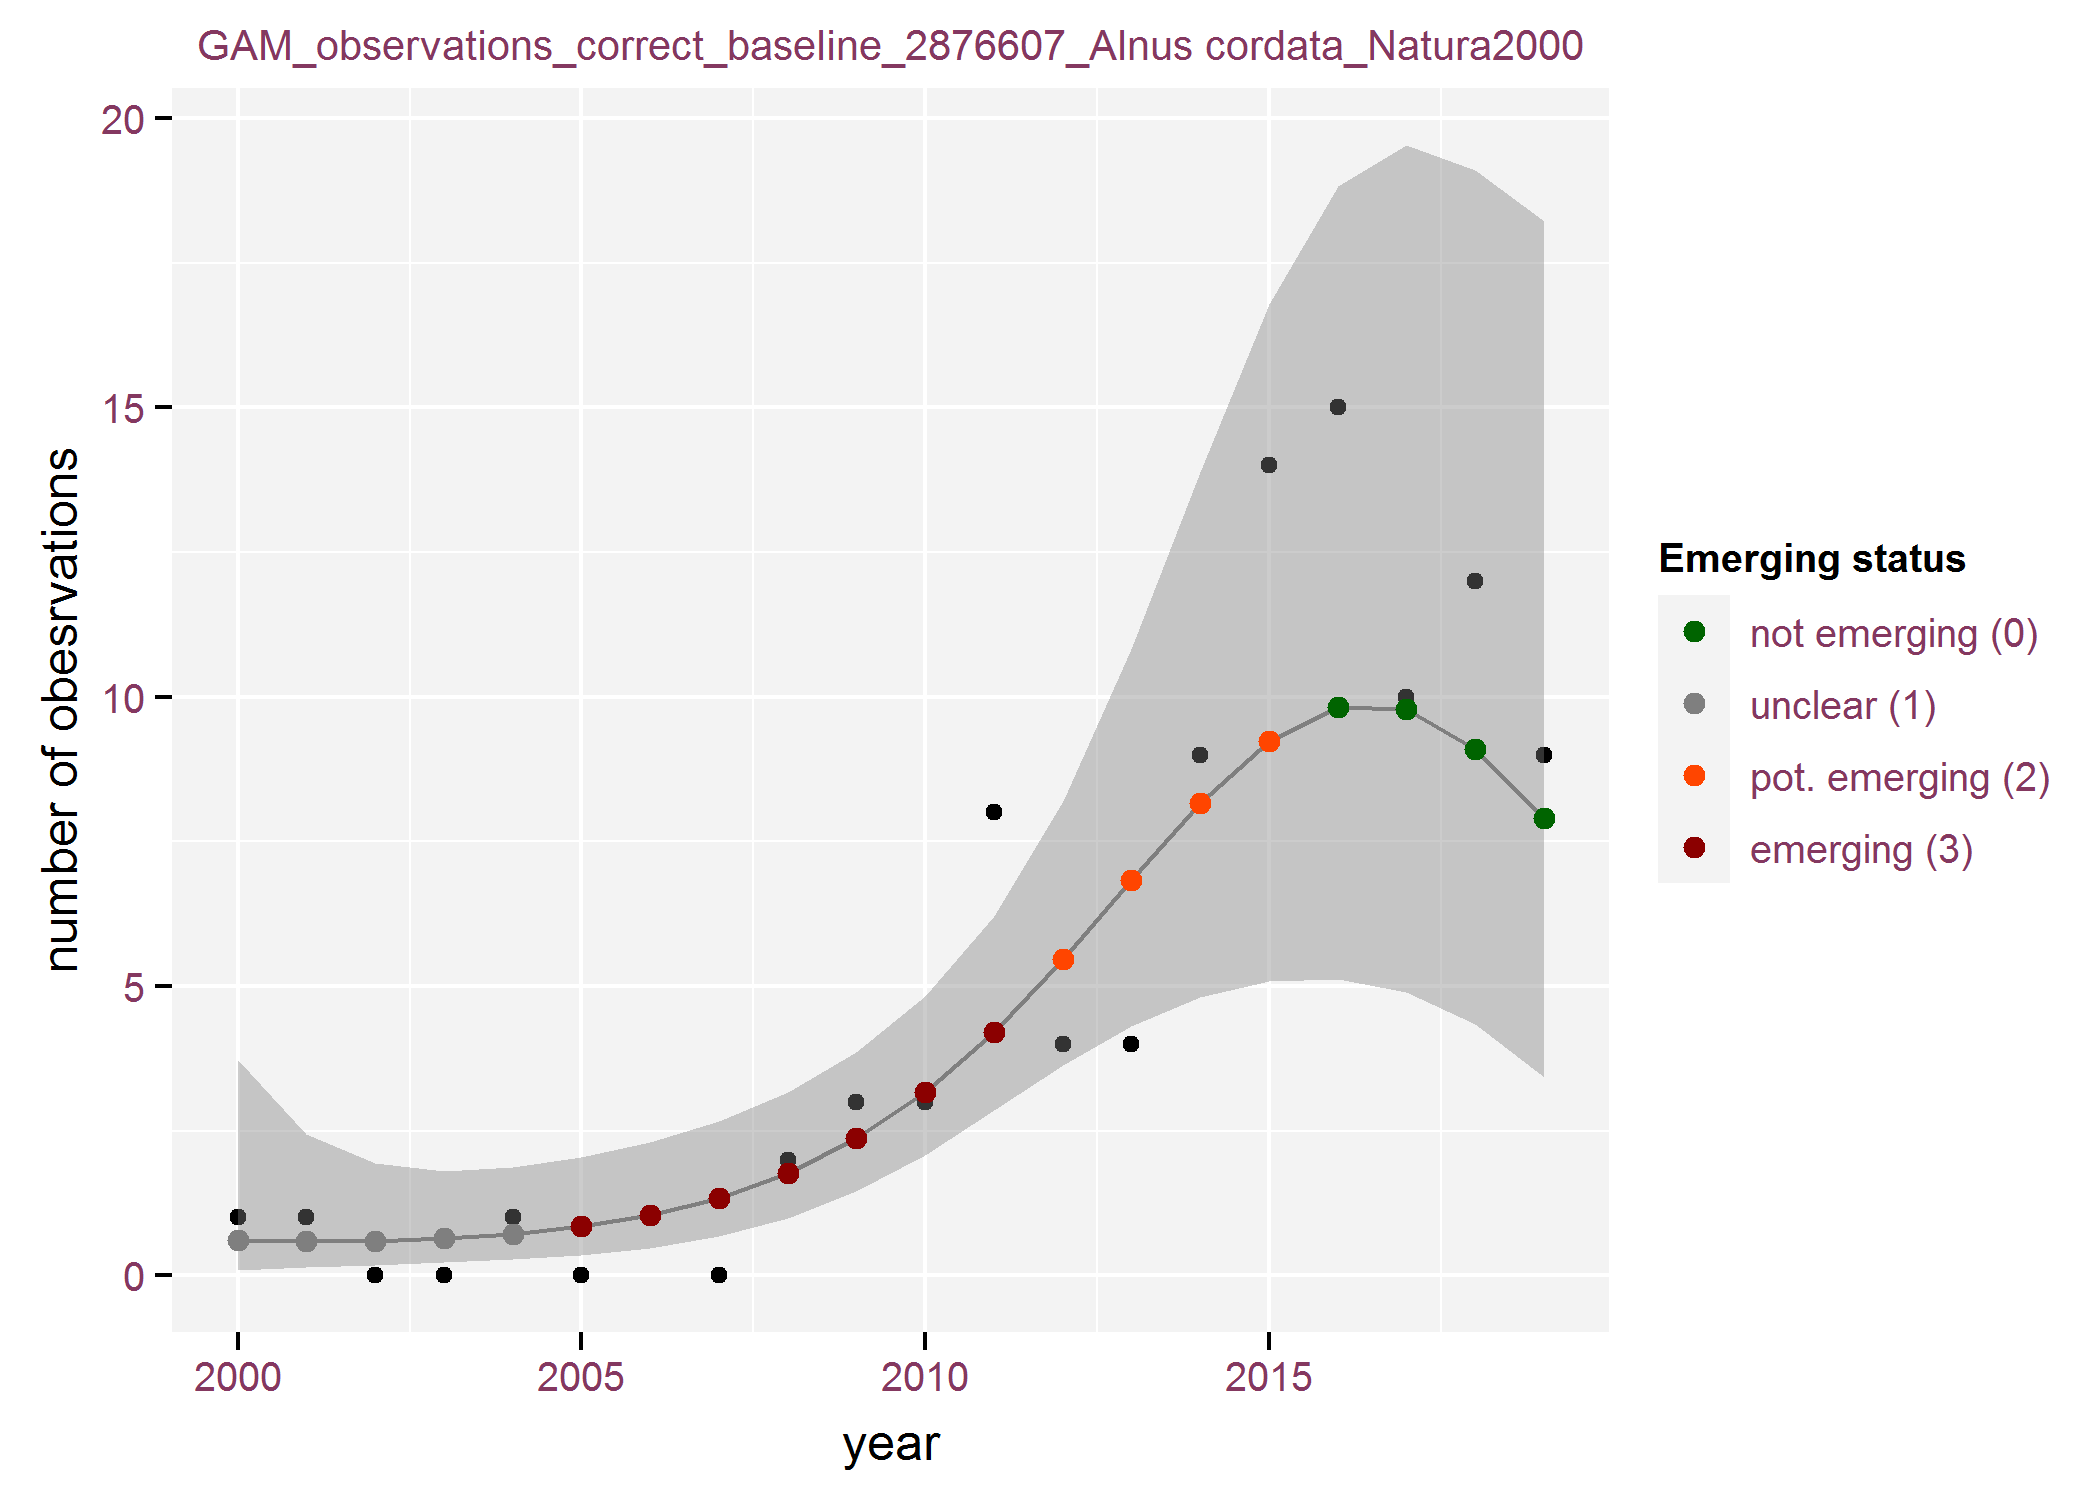 GAM_observations_correct_baseline_2876607_Alnus cordata_Natura2000
number of obesrvations
20
15
10
5
0
2000 2005 2010 2015
year
Emerging status
not emerging (0)
unclear (1)
pot. emerging (2)
emerging (3)